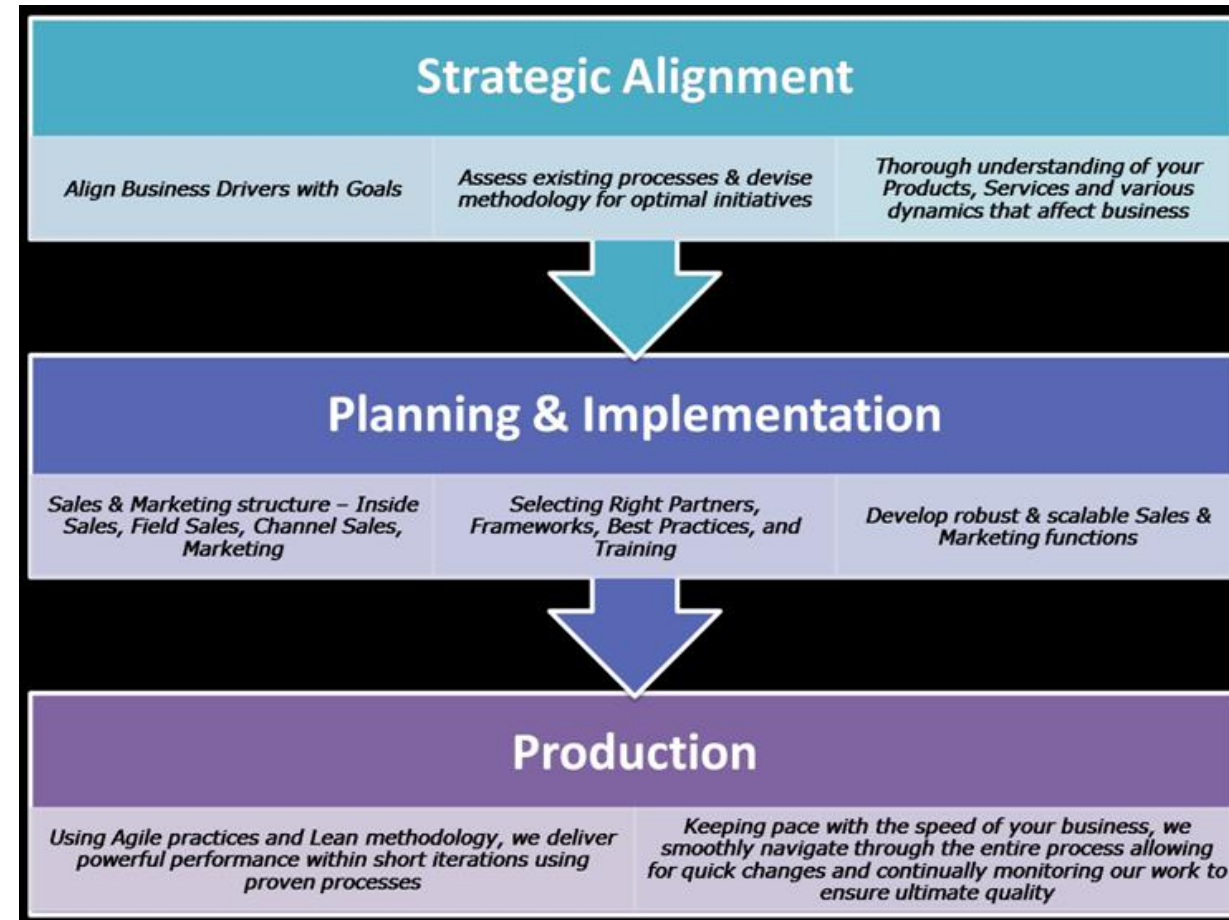 Strategic Alignment
Align Business Drivers with Goals
Assess existing processes & devise
methodology for optimal initiatives
Thorough understanding of your
Products, Services and various
dynamics that affect business
Planning & Implementation
Sales & Marketing structure – Inside
Sales, Field Sales, Channel Sales,
Marketing
Selecting Right Partners,
Frameworks, Best Practices, and
Training
Develop robust & scalable Sales &
Marketing functions
Production
Using Agile practices and Lean methodology, we deliver
powerful performance within short iterations using
proven processes
Keeping pace with the speed of your business, we
smoothly navigate through the entire process allowing
for quick changes and continually monitoring our work to
ensure ultimate quality